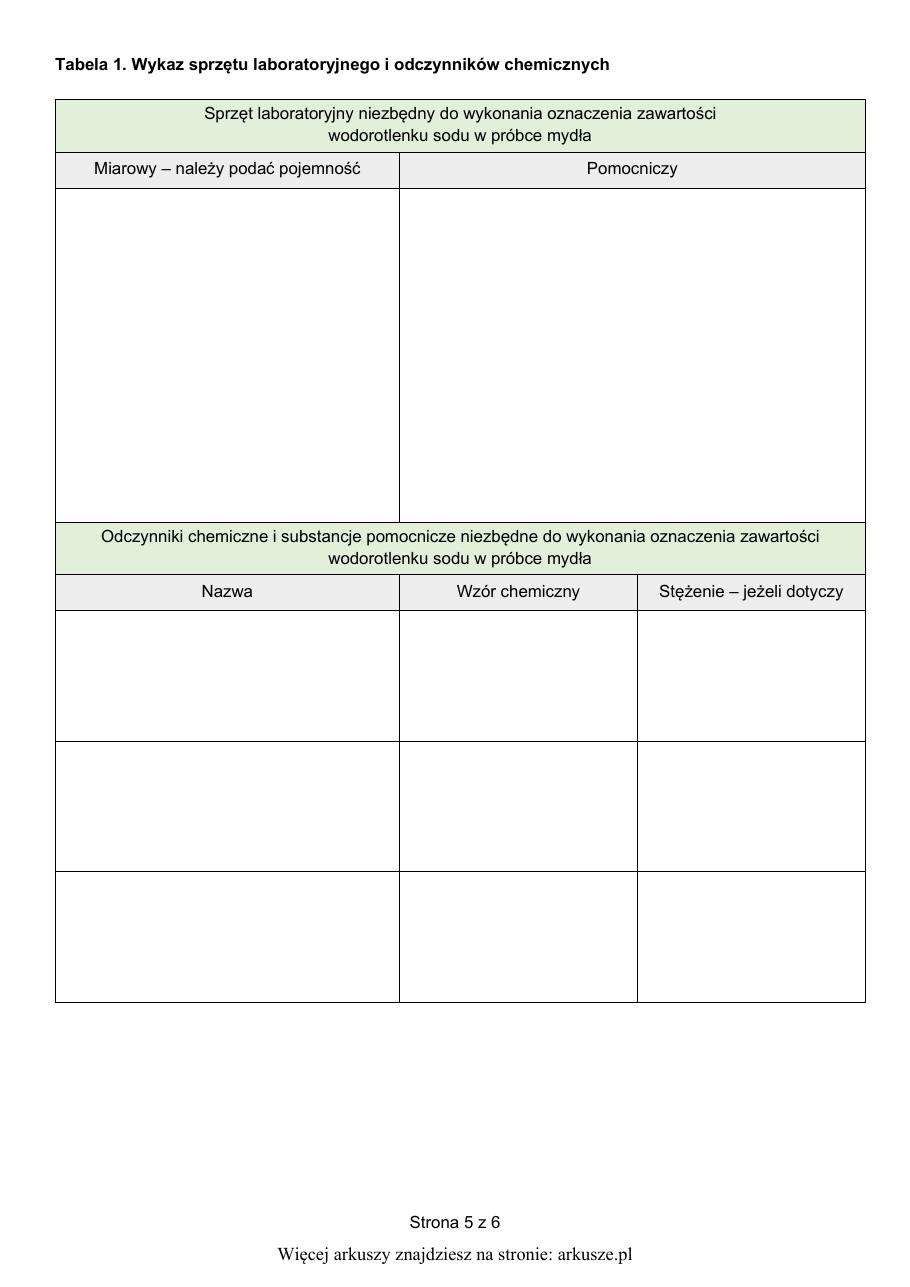 Tabela 1. Wykaz sprzętu laboratoryjnego i odczynników chemicznych
Sprzęt laboratoryjny niezbędny do wykonania oznaczenia zawartości
wodorotlenku sodu w próbce mydła
Miarowy – należy podać pojemność
Pomocniczy
Odczynniki chemiczne i substancje pomocnicze niezbędne do wykonania oznaczenia zawartości
wodorotlenku sodu w próbce mydła
Nazwa
Wzór chemiczny
Stężenie – jeżeli dotyczy
Strona 5 z 6
Więcej arkuszy znajdziesz na stronie: arkusze.pl